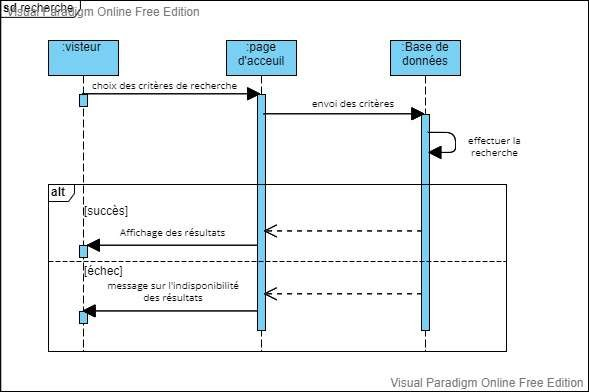 sd recherche
Visual Paradigm Online Free Edition
:visteur
:page
d'acceuil
:Base de
données
choix des critères de recherche
envoi des critères
effectuer la
recherche
alt
[succès]
Affichage des résultats
[échec]
message sur l'indisponibilité
des résultats
Visual Paradigm Online Free Edition